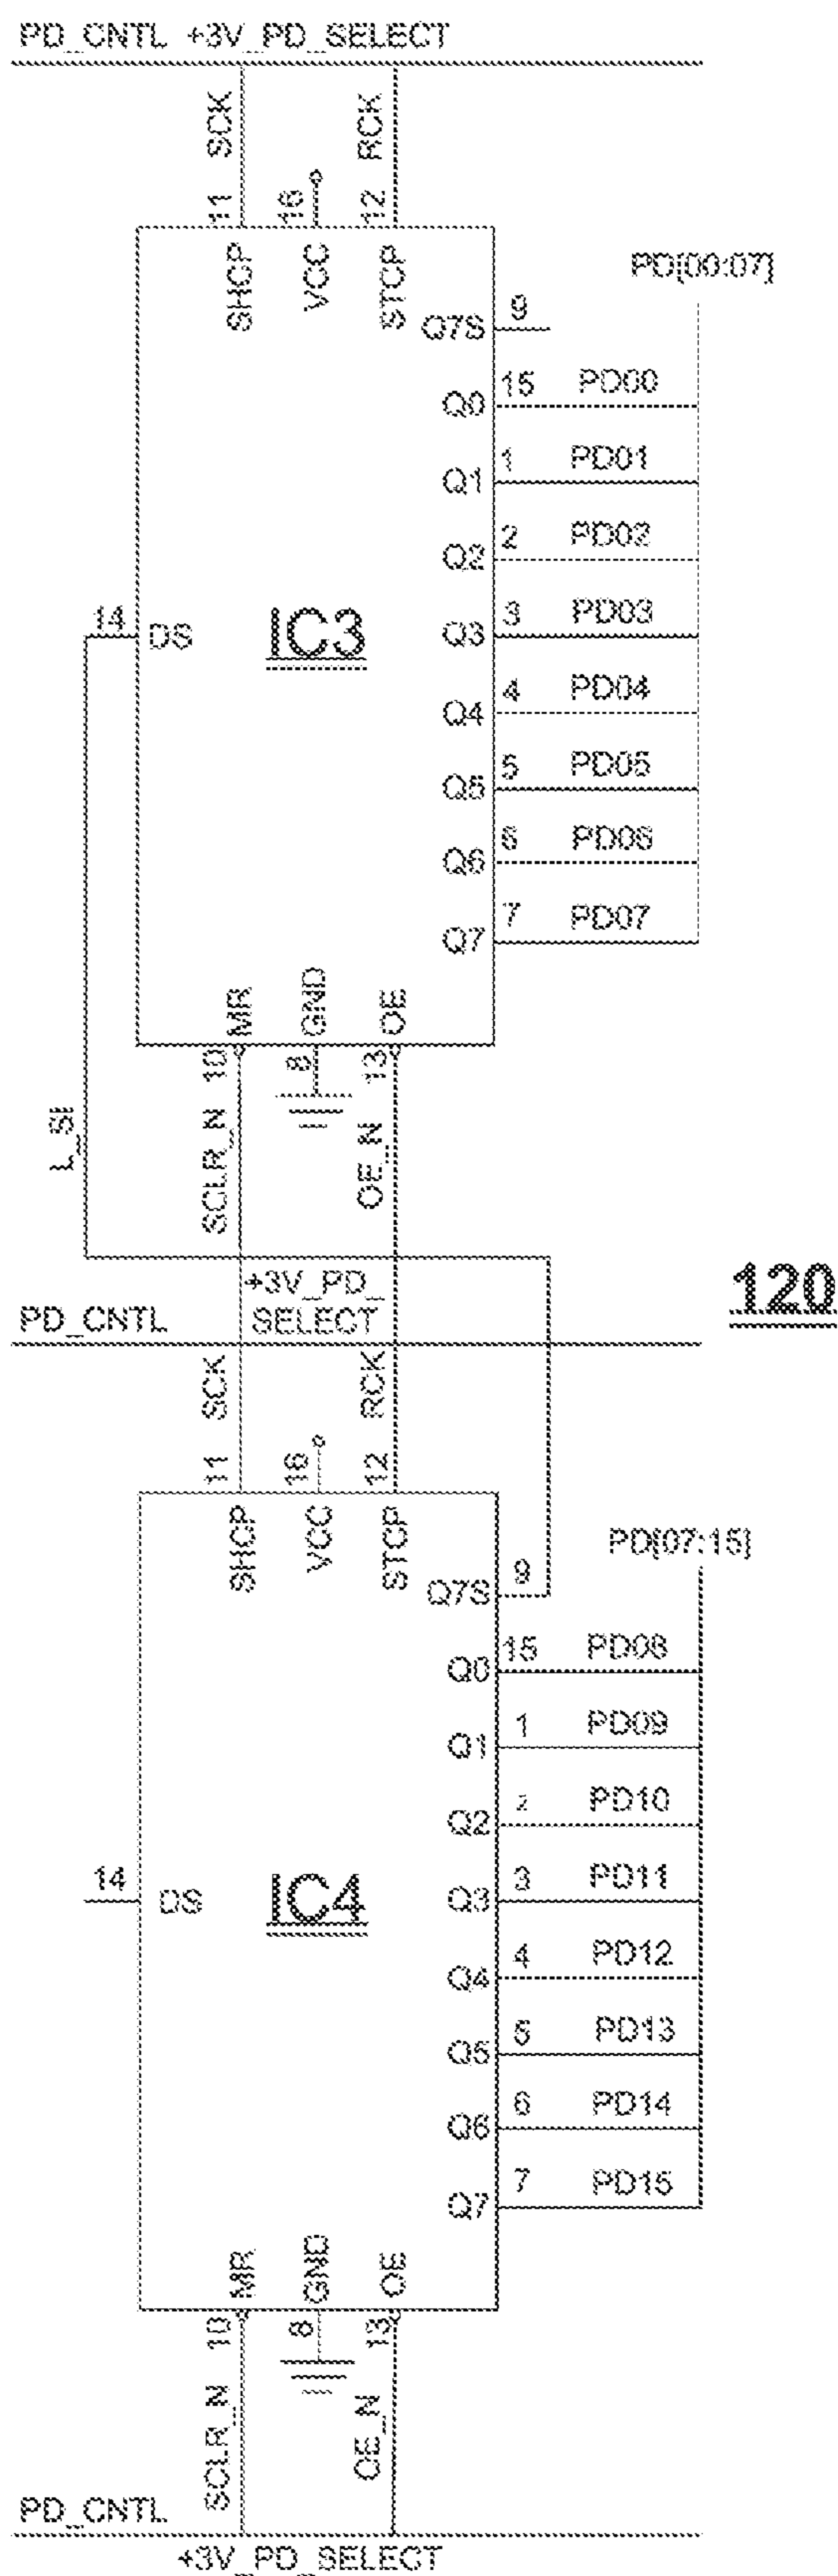 PD_CNTL +3V_PD_SELECT
SCK
RCK
11
16
12
SHCP
VCC
STCP
PD[00:07]
Q7S 9
Q0 15 PD00
Q1 1 PD01
Q2 2 PD02
14 DS
IC3
Q3 3 PD03
Q4 4 PD04
Q5 5 PD05
Q6 6 PD06
Q7 7 PD07
MR
GND
OE
10
8
13
L_SI
SCLR_N
OE_N
120
+3V_PD_
PD_CNTL SELECT
SCK
RCK
11
16
12
SHCP
VCC
STCP
PD[07:15]
Q7S 9
Q0 15 PD08
Q1 1 PD09
Q2 2 PD10
14 DS
IC4
Q3 3 PD11
Q4 4 PD12
Q5 5 PD13
Q6 6 PD14
Q7 7 PD15
MR
GND
OE
10
8
13
SCLR_N
OE_N
PD_CNTL
+3V_PD_SELECT